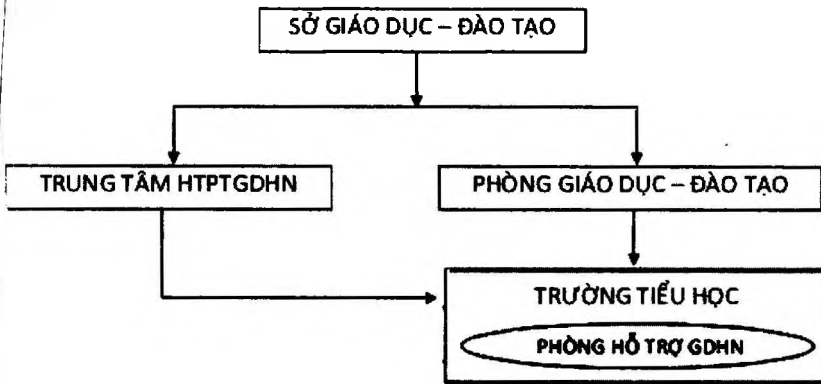 SỞ GIÁO DỤC – ĐÀO TẠO
TRUNG TÂM HTPTGDHN
PHÒNG GIÁO DỤC – ĐÀO TẠO
TRƯỜNG TIỂU HỌC
PHÒNG HỖ TRỢ GDHN